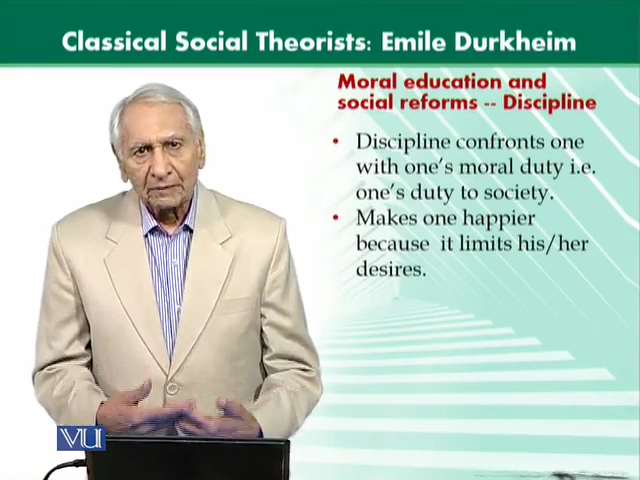 Classical Social Theorists: Emile Durkheim
Moral education and
social reforms -- Discipline
• Discipline confronts one
with one's moral duty i.e.
one's duty to society.
• Makes one happier
because it limits his/her
desires.
VU